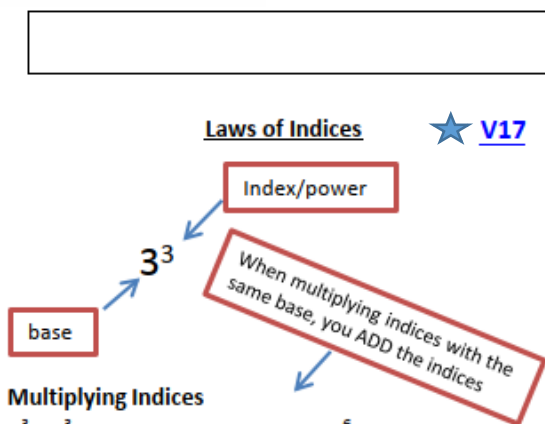 Laws of Indices V17
Index/power
3³
When multiplying indices with the
same base, you ADD the indices
base
Multiplying Indices